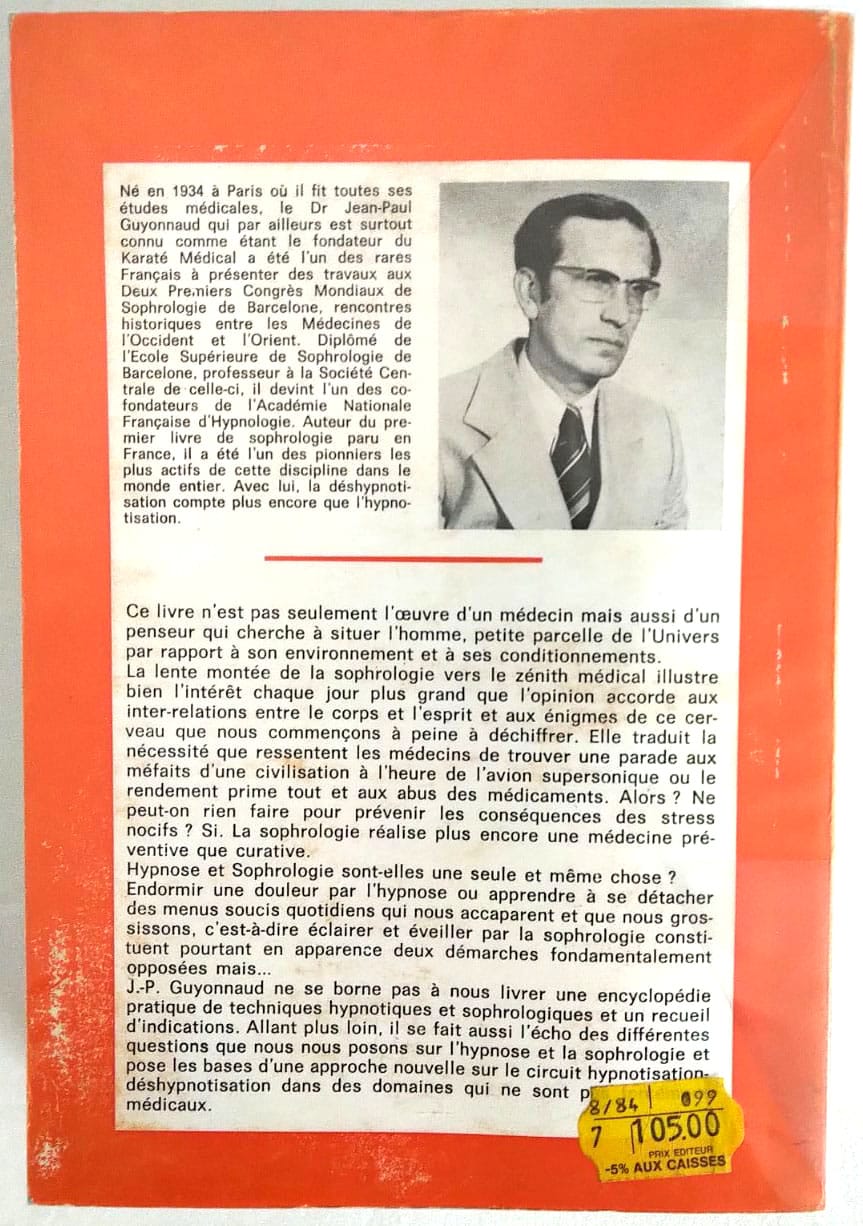 Né en 1934 à Paris où il fit toutes ses
études médicales, le Dr Jean-Paul
Guyonnaud qui par ailleurs est surtout
connu comme étant le fondateur du
Karaté Médical a été l'un des rares
Français à présenter des travaux aux
Deux Premiers Congrès Mondiaux de
Sophrologie de Barcelone, rencontres
historiques entre les Médecines de
l'Occident et l'Orient. Diplômé de
l'Ecole Supérieure de Sophrologie de
Barcelone, professeur à la Société Cen-
trale de celle-ci, il devint l'un des co-
fondateurs de l'Académie Nationale
Française d'Hypnologie. Auteur du pre-
mier livre de sophrologie paru en
France, il a été l'un des pionniers les
plus actifs de cette discipline dans le
monde entier. Avec lui, la déshypnoti-
sation compte plus encore que l'hypno-
tisation.
Ce livre n'est pas seulement l'œuvre d'un médecin mais aussi d'un
penseur qui cherche à situer l'homme, petite parcelle de l'Univers
par rapport à son environnement et à ses conditionnements.
La lente montée de la sophrologie vers le zénith médical illustre
bien l'intérêt chaque jour plus grand que l'opinion accorde aux
inter-relations entre le corps et l'esprit et aux énigmes de ce cer-
veau que nous commençons à peine à déchiffrer. Elle traduit la
nécessité que ressentent les médecins de trouver une parade aux
méfaits d'une civilisation à l'heure de l'avion supersonique ou le
rendement prime tout et aux abus des médicaments. Alors ? Ne
peut-on rien faire pour prévenir les conséquences des stress
nocifs ? Si. La sophrologie réalise plus encore une médecine pré-
ventive que curative.
Hypnose et Sophrologie sont-elles une seule et même chose ?
Endormir une douleur par l'hypnose ou apprendre à se détacher
des menus soucis quotidiens qui nous accaparent et que nous gros-
sissons, c'est-à-dire éclairer et éveiller par la sophrologie consti-
tuent pourtant en apparence deux démarches fondamentalement
opposées mais...
J.-P. Guyonnaud ne se borne pas à nous livrer une encyclopédie
pratique de techniques hypnotiques et sophrologiques et un recueil
d'indications. Allant plus loin, il se fait aussi l'écho des différentes
questions que nous nous posons sur l'hypnose et la sophrologie et
pose les bases d'une approche nouvelle sur le circuit hypnotisation-
déshypnotisation dans des domaines qui ne sont
médicaux.
8/84 099
7 105.00
PRIX EDITEUR
-5% AUX CAISSES